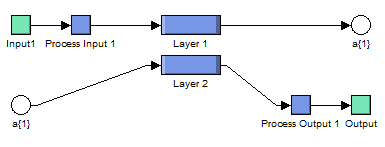 Input1 Process Input 1 Layer 1 a{1}
Layer 2
a{1} Process Output 1 Output